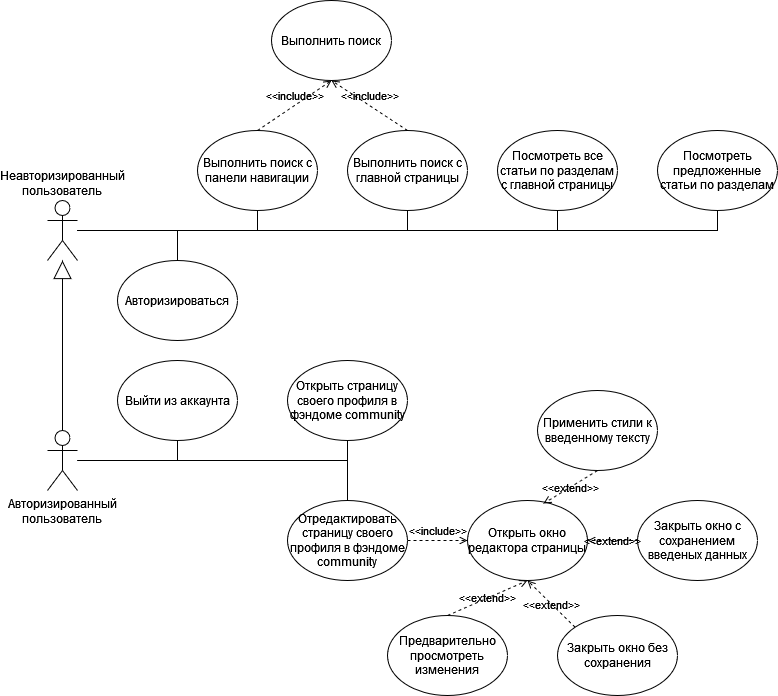 Выполнить поиск
<<include>>
<<include>>
Выполнить поиск с
панели навигации
Выполнить поиск с
главной страницы
Посмотреть все
статьи по разделам
с главной страницы
Посмотреть
предложенные
статьи по разделам
Неавторизированный
пользователь
Авторизироваться
Выйти из аккаунта
Открыть страницу
своего профиля в
фэндоме community
Применить стили к
введенному тексту
<<extend>>
Авторизированный
пользователь
Отредактировать
страницу своего
профиля в фэндоме
community
<<include>>
Открыть окно
редактора страницы
<<extend>>
Закрыть окно с
сохранением
введеных данных
<<extend>>
<<extend>>
Предварительно
просмотреть
изменения
Закрыть окно без
сохранения